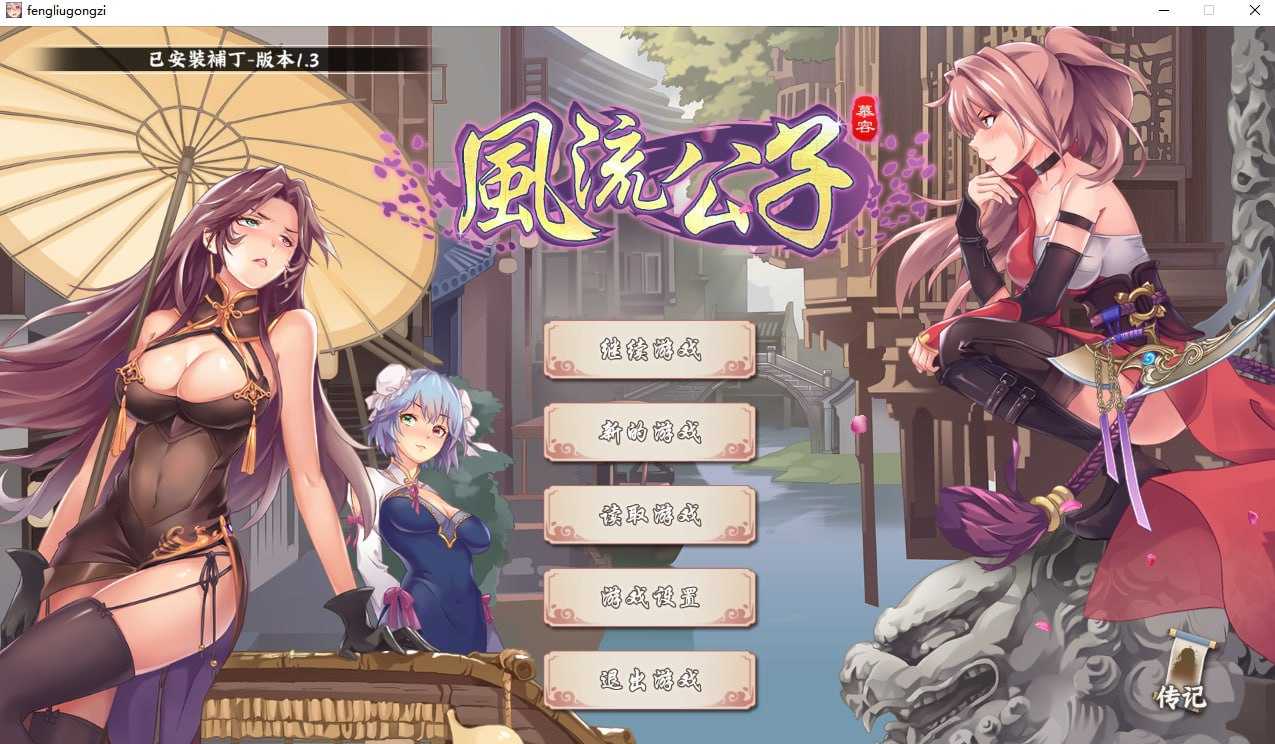 fengliugongzi
已安裝補丁-版本1.3
風流公子
慕容
继续游戏
新的游戏
读取游戏
游戏设置
退出游戏
传记